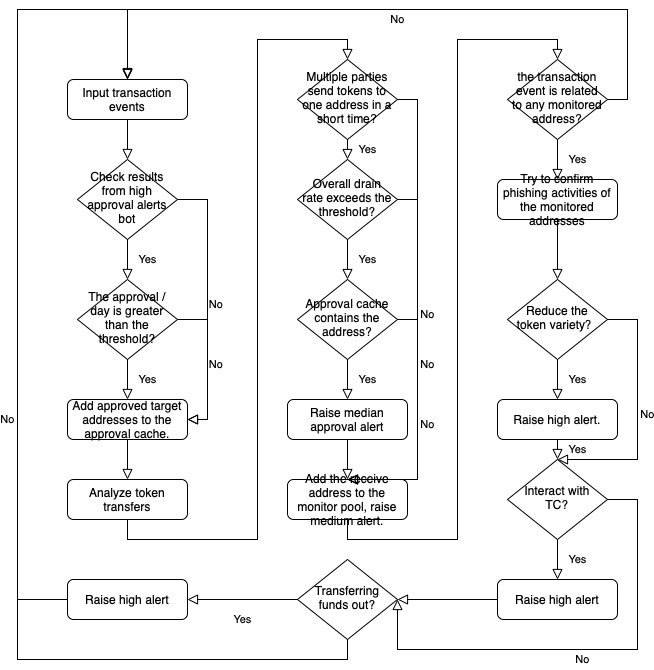 No
Input transaction
events
Check results
from high
approval alerts
bot
Yes
No
The approval /
day is greater
than the
threshold?
No
Yes
Add approved target
addresses to the
approval cache.
Analyze token
transfers
No
Multiple parties
send tokens to
one address in a
short time?
Yes
Overall drain
rate exceeds the
threshold?
Yes
No
Approval cache
contains the
address?
No
Yes
Raise median
approval alert
No
Add the receive
address to the
monitor pool, raise
medium alert.
the transaction
event is related
to any monitored
address?
Yes
Try to confirm
phishing activities of
the monitored
addresses
Reduce the
token variety?
Yes
No
Raise high alert.
Yes
Interact with
TC?
Yes
Raise high alert
No
Transferring
funds out?
Yes
Raise high alert